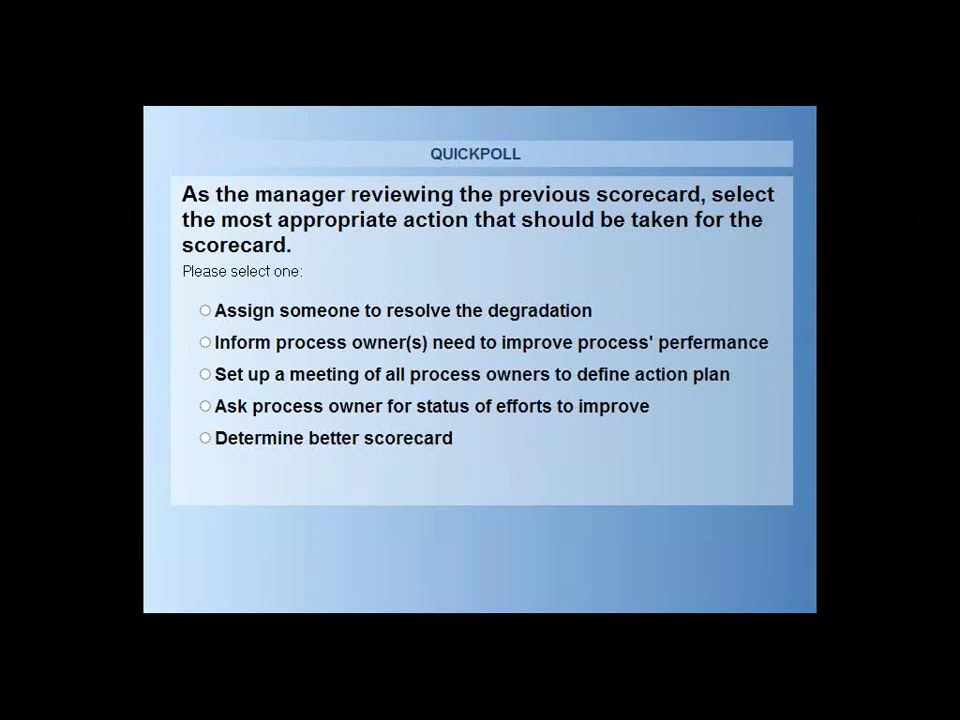 QUICKPOLL
As the manager reviewing the previous scorecard, select
the most appropriate action that should be taken for the
scorecard.
Please select one:
Assign someone to resolve the degradation
Inform process owner(s) need to improve process' perfermance
Set up a meeting of all process owners to define action plan
Ask process owner for status of efforts to improve
Determine better scorecard